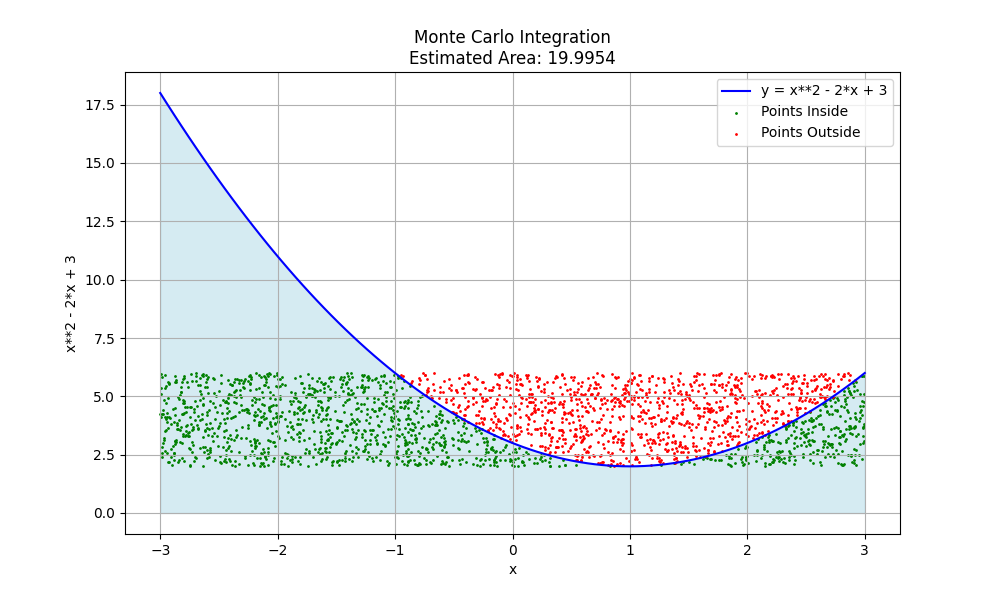 Monte Carlo Integration
Estimated Area: 19.9954
y = x**2 - 2*x + 3
Points Inside
Points Outside
17.5
15.0
12.5
10.0
7.5
5.0
2.5
0.0
x**2 - 2*x + 3
−3
−2
−1
0
1
2
3
x